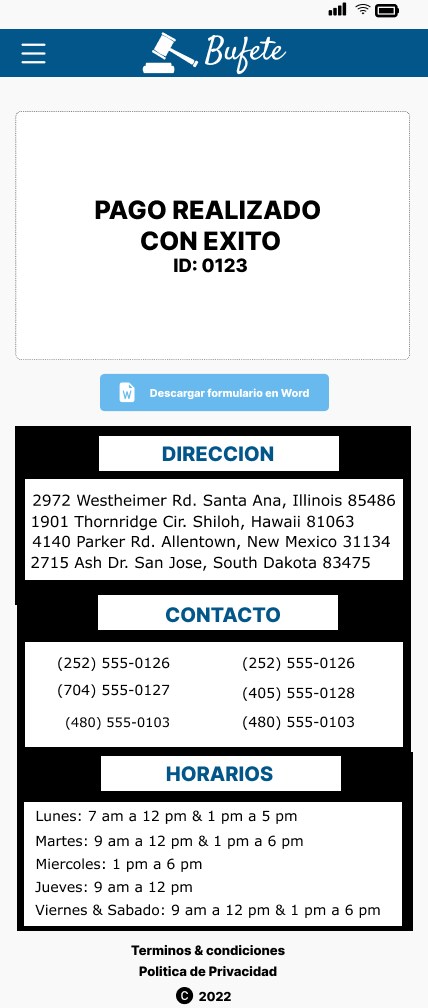 Bufete
PAGO REALIZADO
CON EXITO
ID: 0123
W Descargar formulario en Word
DIRECCION
2972 Westheimer Rd. Santa Ana, Illinois 85486
1901 Thornridge Cir. Shiloh, Hawaii 81063
4140 Parker Rd. Allentown, New Mexico 31134
2715 Ash Dr. San Jose, South Dakota 83475
CONTACTO
(252) 555-0126 (252) 555-0126
(704) 555-0127 (405) 555-0128
(480) 555-0103 (480) 555-0103
HORARIOS
Lunes: 7 am a 12 pm & 1 pm a 5 pm
Martes: 9 am a 12 pm & 1 pm a 6 pm
Miercoles: 1 pm a 6 pm
Jueves: 9 am a 12 pm
Viernes & Sabado: 9 am a 12 pm & 1 pm a 6 pm
Terminos & condiciones
Politica de Privacidad
C 2022